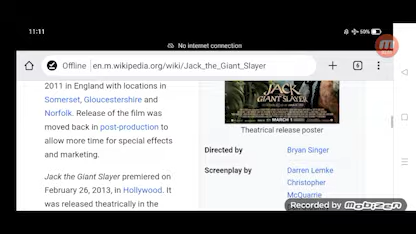 11:11
59%
No internet connection
Offline en.m.wikipedia.org/wiki/Jack_the_Giant_Slayer
6
2011 in England with locations in
Somerset, Gloucestershire and
Norfolk. Release of the film was
moved back in post-production to
allow more time for special effects
and marketing.
Jack the Giant Slayer premiered on
February 26, 2013, in Hollywood. It
was released theatrically in the
JACK
THE
GIANT SLAYER
MARCH 1
Theatrical release poster
Directed by Bryan Singer
Screenplay by Darren Lemke
Christopher
McQuarrie
Recorded by MOBIZEN